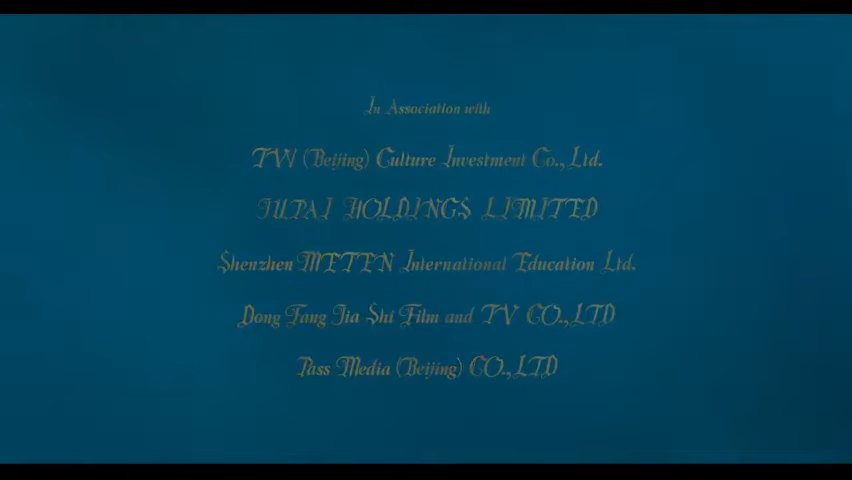 In Association with
TW (Beijing) Culture Investment Co., Ltd.
JUPAI HOLDINGS LIMITED
Shenzhen METEN International Education Ltd.
Dong Fang Jia Shi Film and TV CO.,LTD
Pass Media (Beijing) CO.,LTD